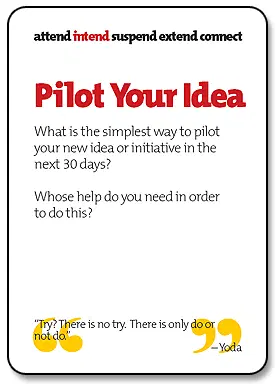 attend intend suspend extend connect
Pilot Your Idea
What is the simplest way to pilot
your new idea or initiative in the
next 30 days?
Whose help do you need in order
to do this?
“Try? There is no try. There is only do or
not do.”
– Yoda